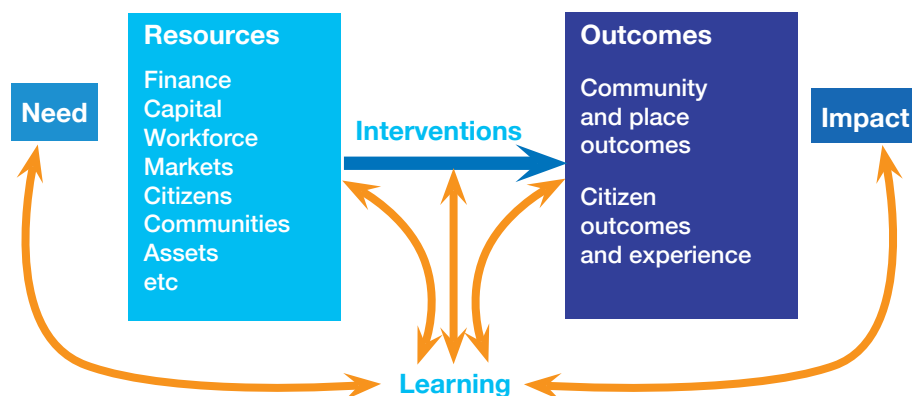 Need
Resources
Finance
Capital
Workforce
Markets
Citizens
Communities
Assets
etc
Interventions
Outcomes
Community
and place
outcomes
Citizen
outcomes
and experience
Impact
Learning